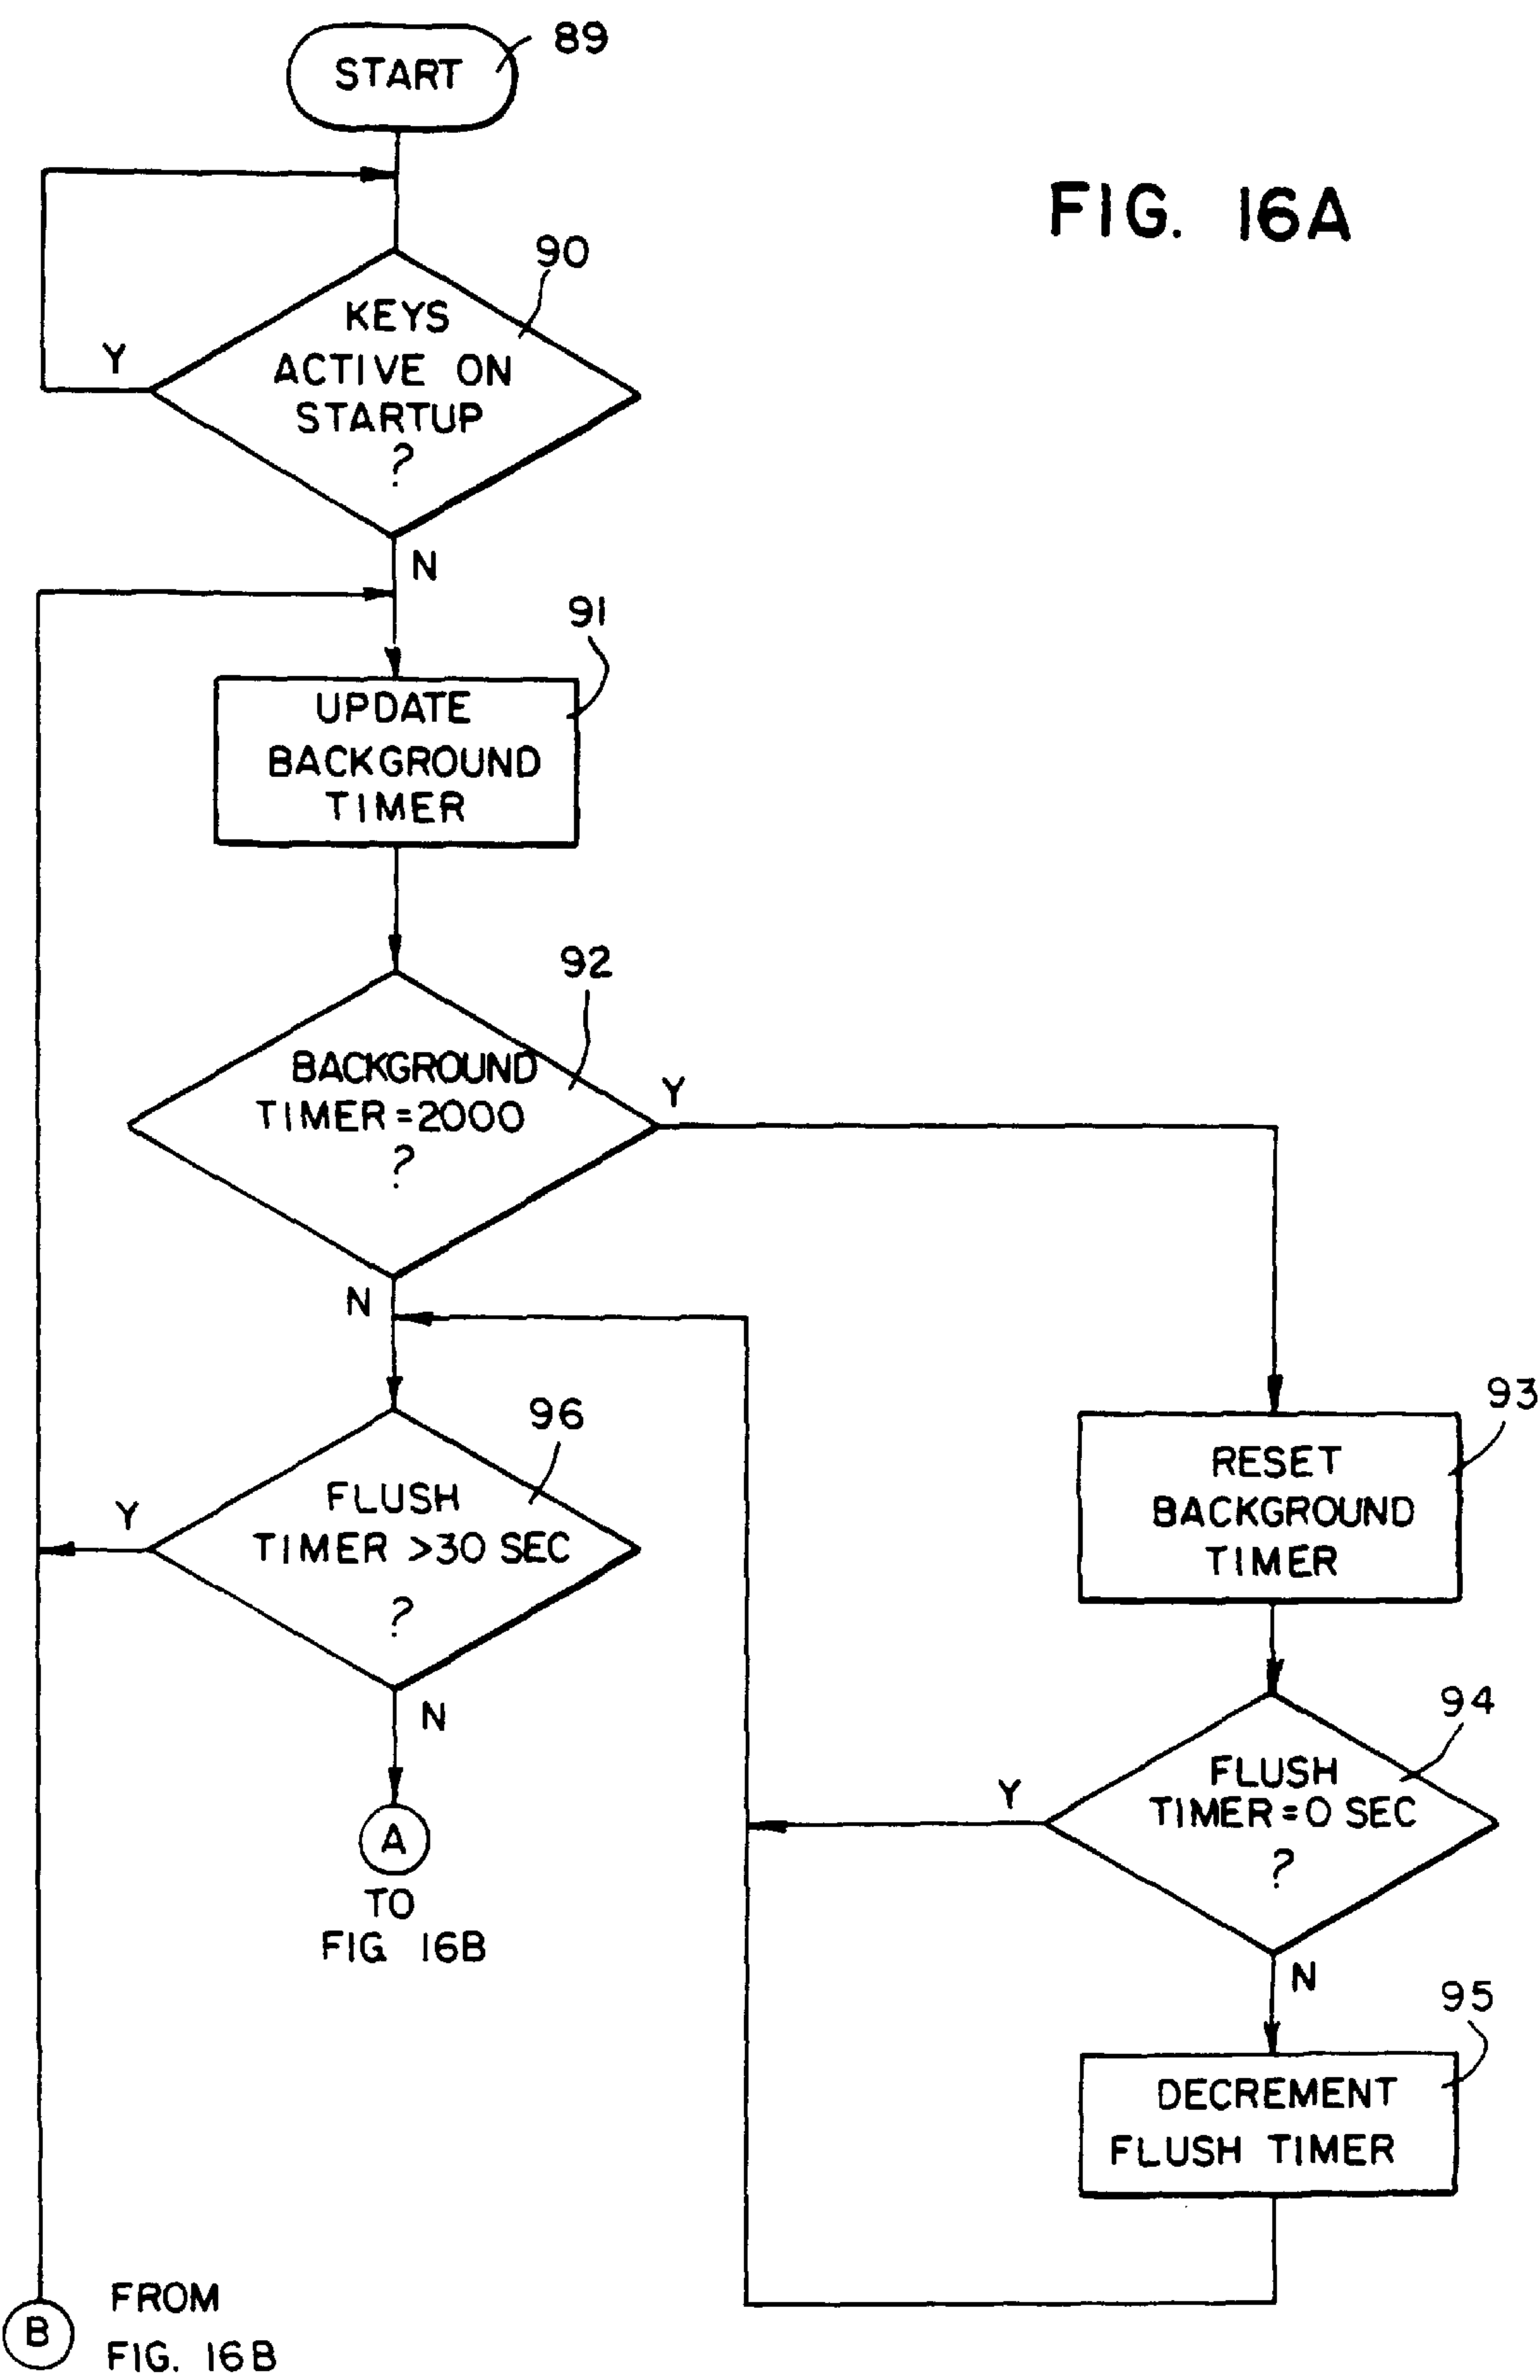 START
89
FIG. 16A
90
KEYS
ACTIVE ON
STARTUP
?
Y
N
91
UPDATE
BACKGROUND
TIMER
92
BACKGROUND
TIMER=2000
?
Y
N
93
RESET
BACKGROUND
TIMER
96
FLUSH
TIMER >30 SEC
?
Y
N
94
FLUSH
TIMER=0 SEC
?
Y
N
A
TO
FIG. 16B
95
DECREMENT
FLUSH TIMER
B
FROM
FIG. 16B